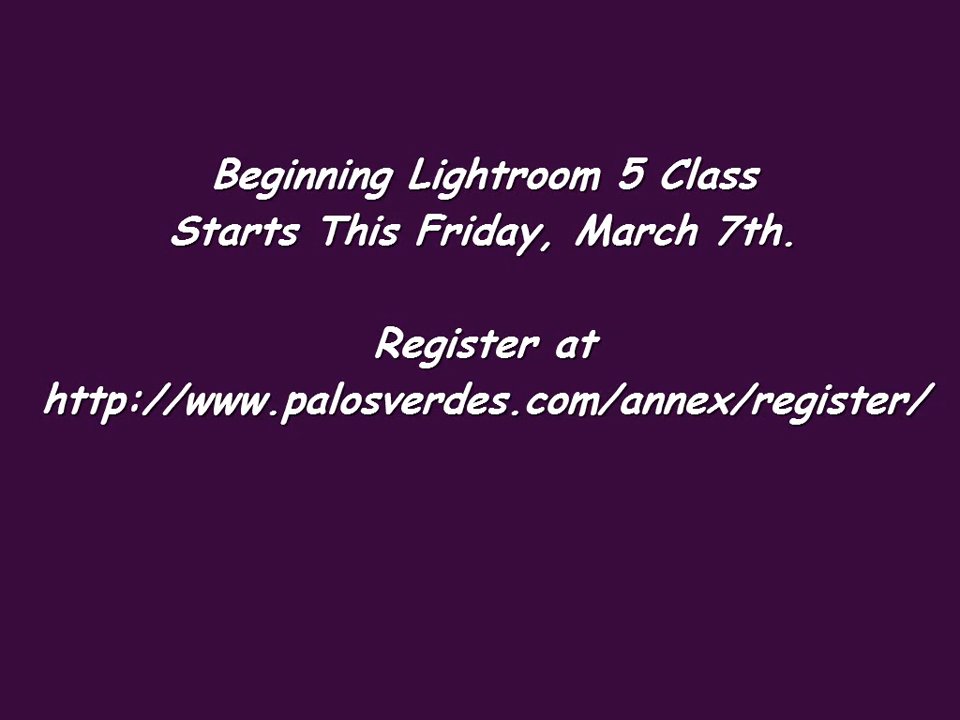 Beginning Lightroom 5 Class
Starts This Friday, March 7th.
Register at
http://www.palosverdes.com/annex/register/